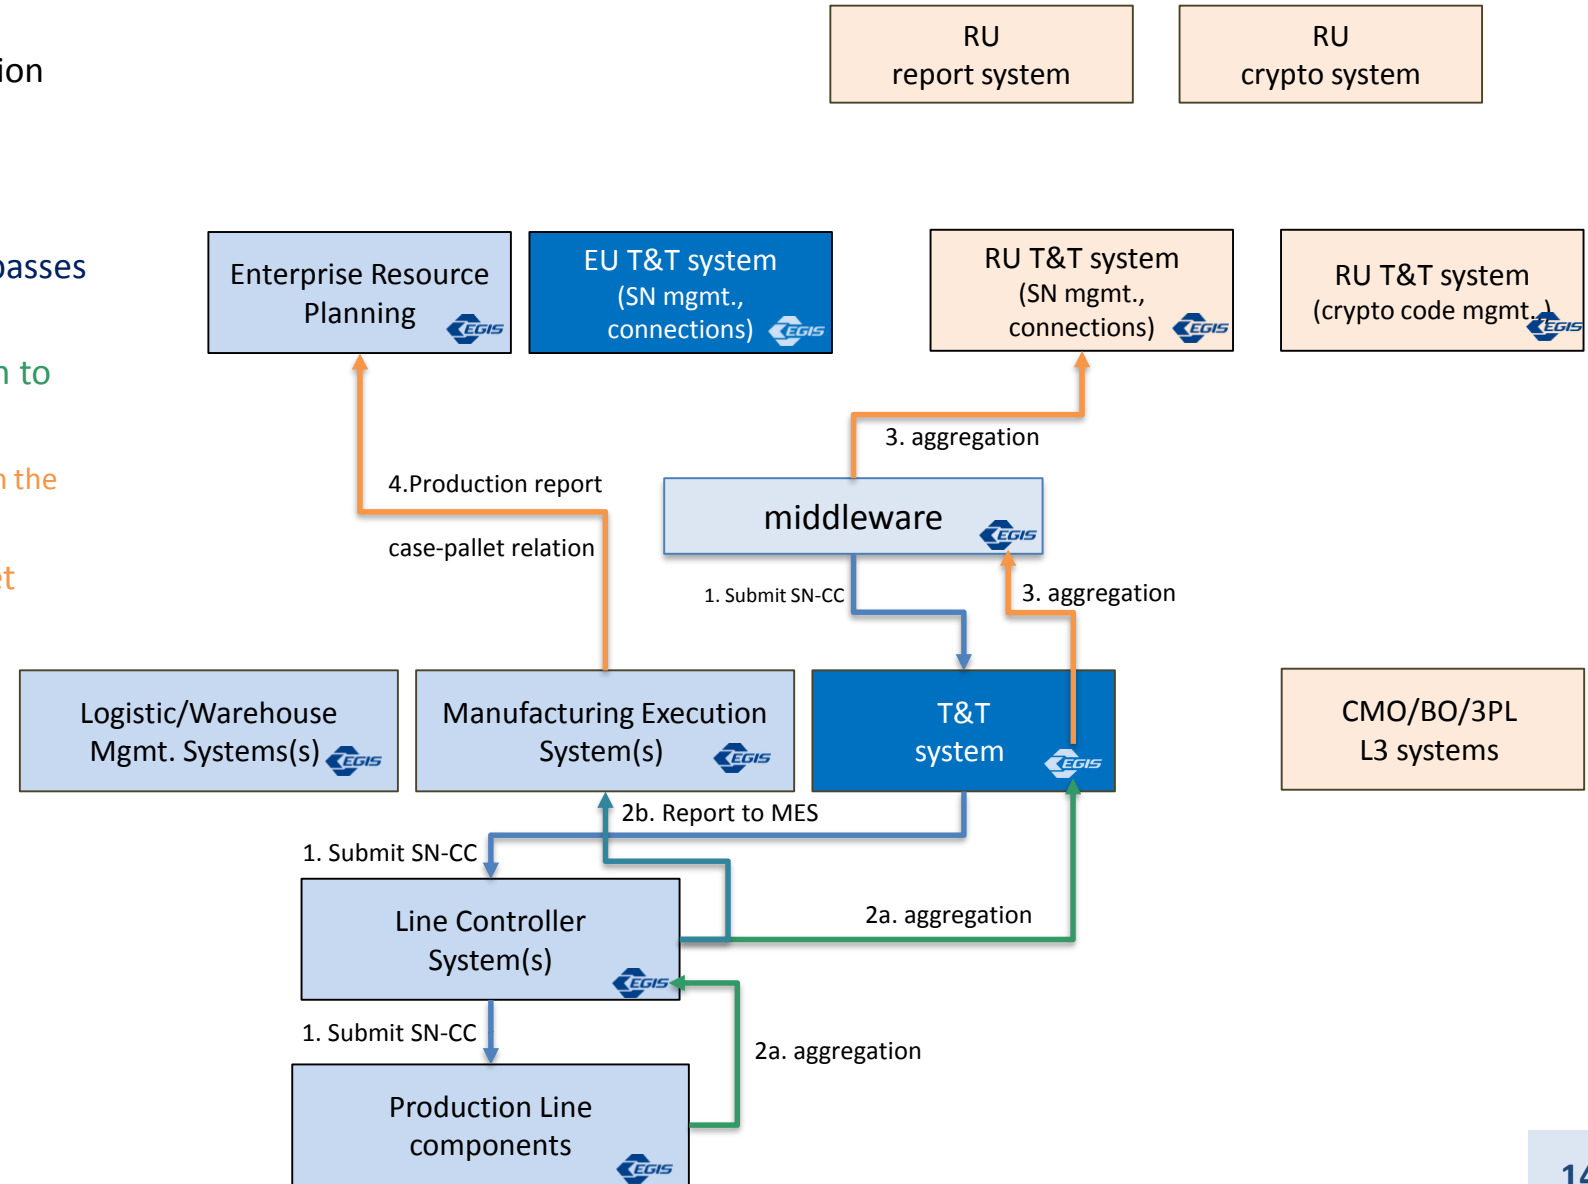 RU
report system
RU
crypto system
ion
passes
n to
n the
et
Enterprise Resource
Planning
EGIS
EU T&T system
(SN mgmt.,
connections)
EGIS
RU T&T system
(SN mgmt.,
connections)
EGIS
RU T&T system
(crypto code mgmt..)
EGIS
3. aggregation
4.Production report
case-pallet relation
middleware
EGIS
1. Submit SN-CC
3. aggregation
Logistic/Warehouse
Mgmt. Systems(s)
EGIS
Manufacturing Execution
System(s)
EGIS
T&T
system
EGIS
CMO/BO/3PL
L3 systems
2b. Report to MES
1. Submit SN-CC
Line Controller
System(s)
EGIS
2a. aggregation
1. Submit SN-CC
2a. aggregation
Production Line
components
EGIS
14